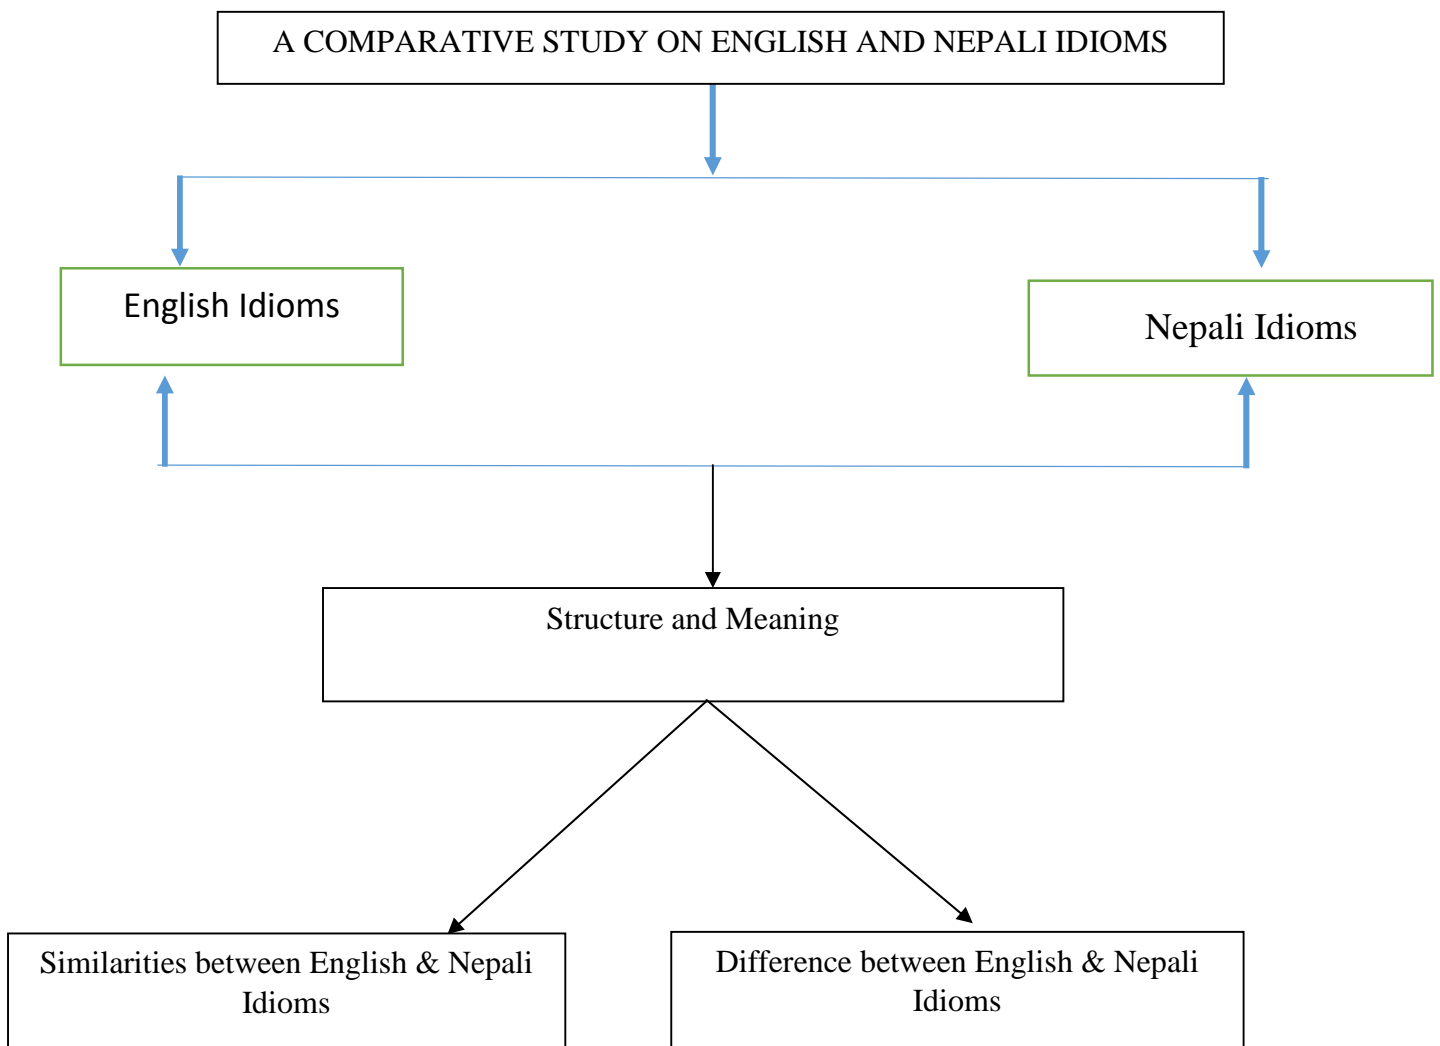 A COMPARATIVE STUDY ON ENGLISH AND NEPALI IDIOMS
English Idioms
Nepali Idioms
Structure and Meaning
Similarities between English & Nepali
Idioms
Difference between English & Nepali
Idioms